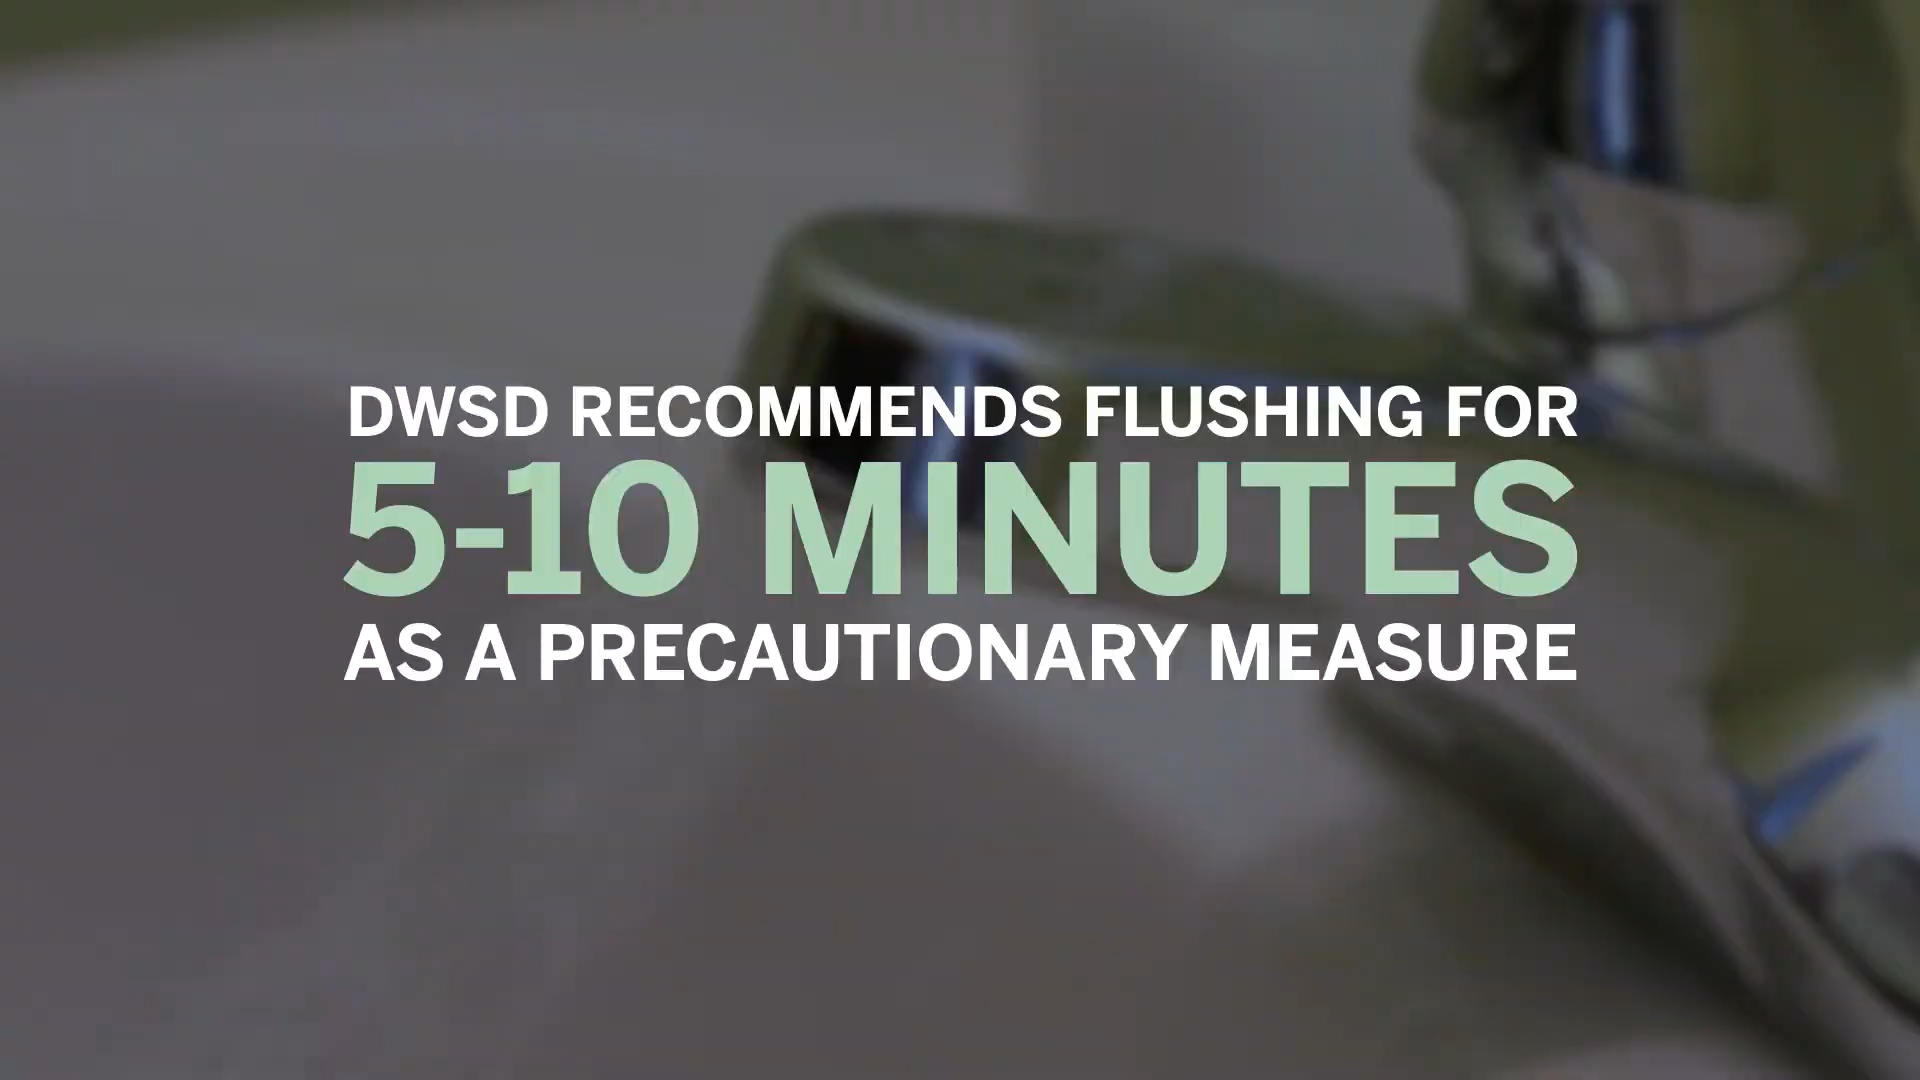 DWSD RECOMMENDS FLUSHING FOR
5-10 MINUTES
AS A PRECAUTIONARY MEASURE